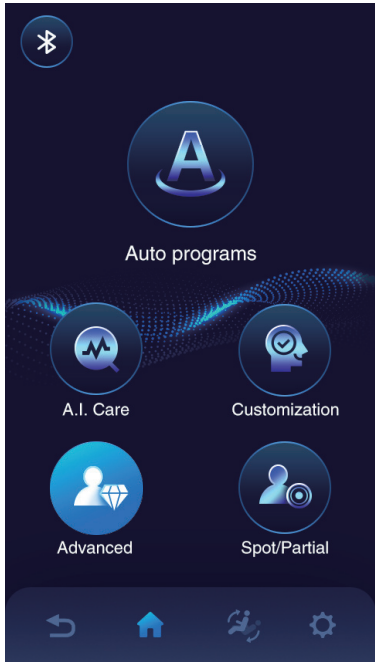 A
Auto programs
A.I. Care
Customization
Advanced
Spot/Partial